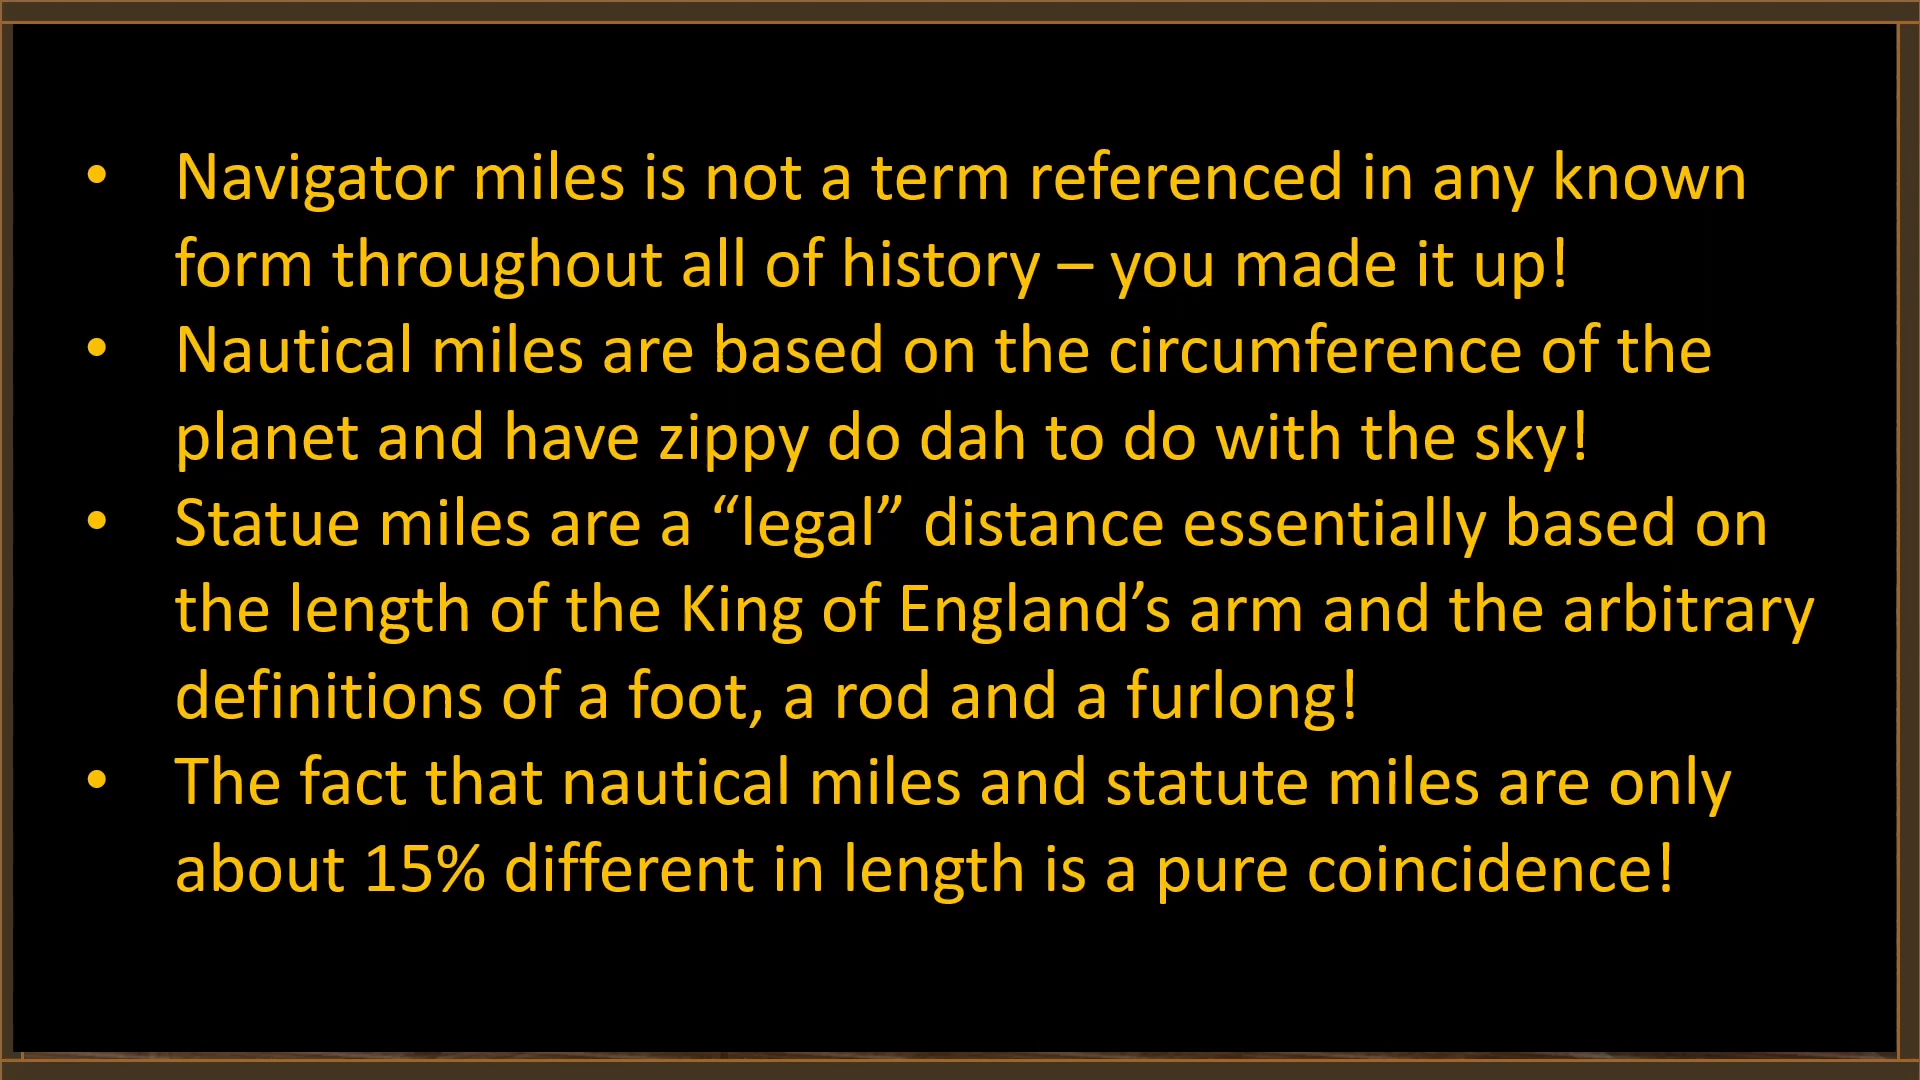 • Navigator miles is not a term referenced in any known
form throughout all of history – you made it up!
• Nautical miles are based on the circumference of the
planet and have zippy do dah to do with the sky!
• Statue miles are a “legal” distance essentially based on
the length of the King of England’s arm and the arbitrary
definitions of a foot, a rod and a furlong!
• The fact that nautical miles and statute miles are only
about 15% different in length is a pure coincidence!